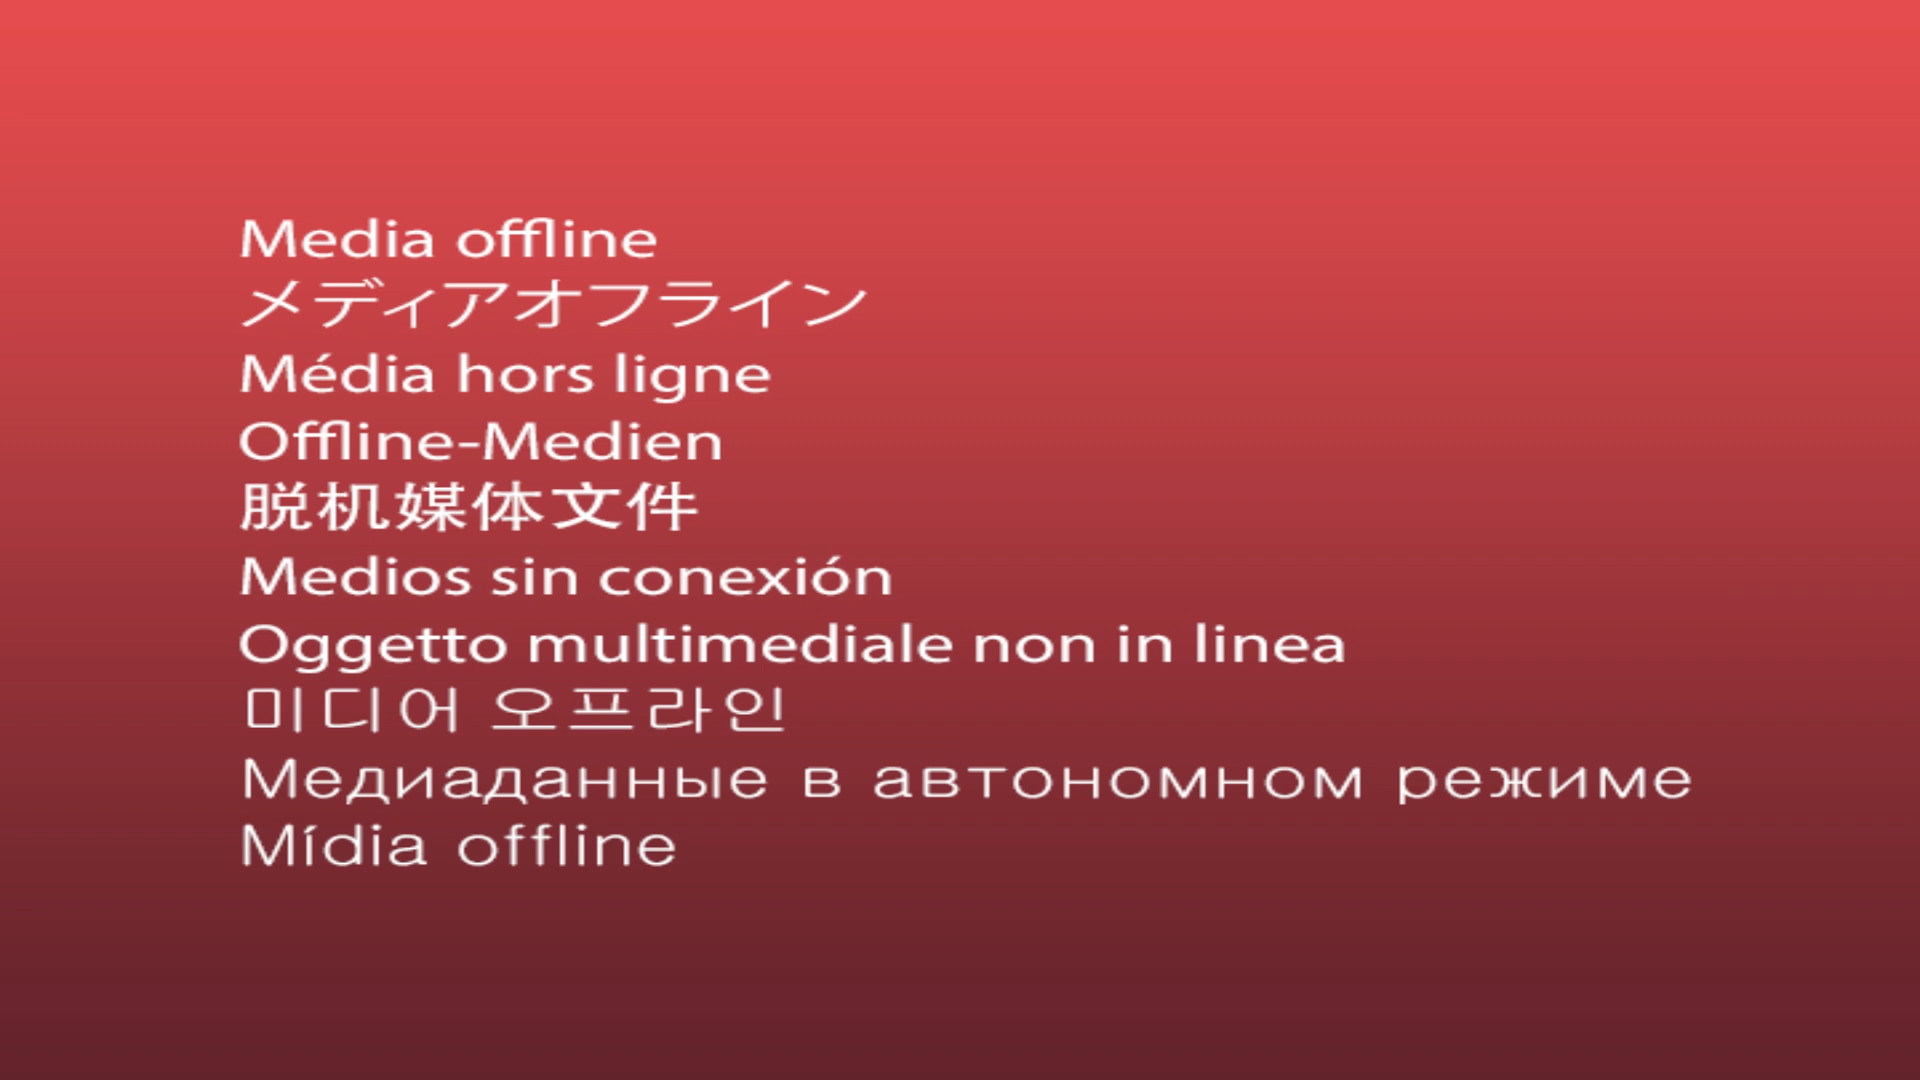 Media offline
メディアオフライン
Média hors ligne
Offline-Medien
脱机媒体文件
Medios sin conexión
Oggetto multimediale non in linea
미디어 오프라인
Медиаданные в автономном режиме
Mídia offline